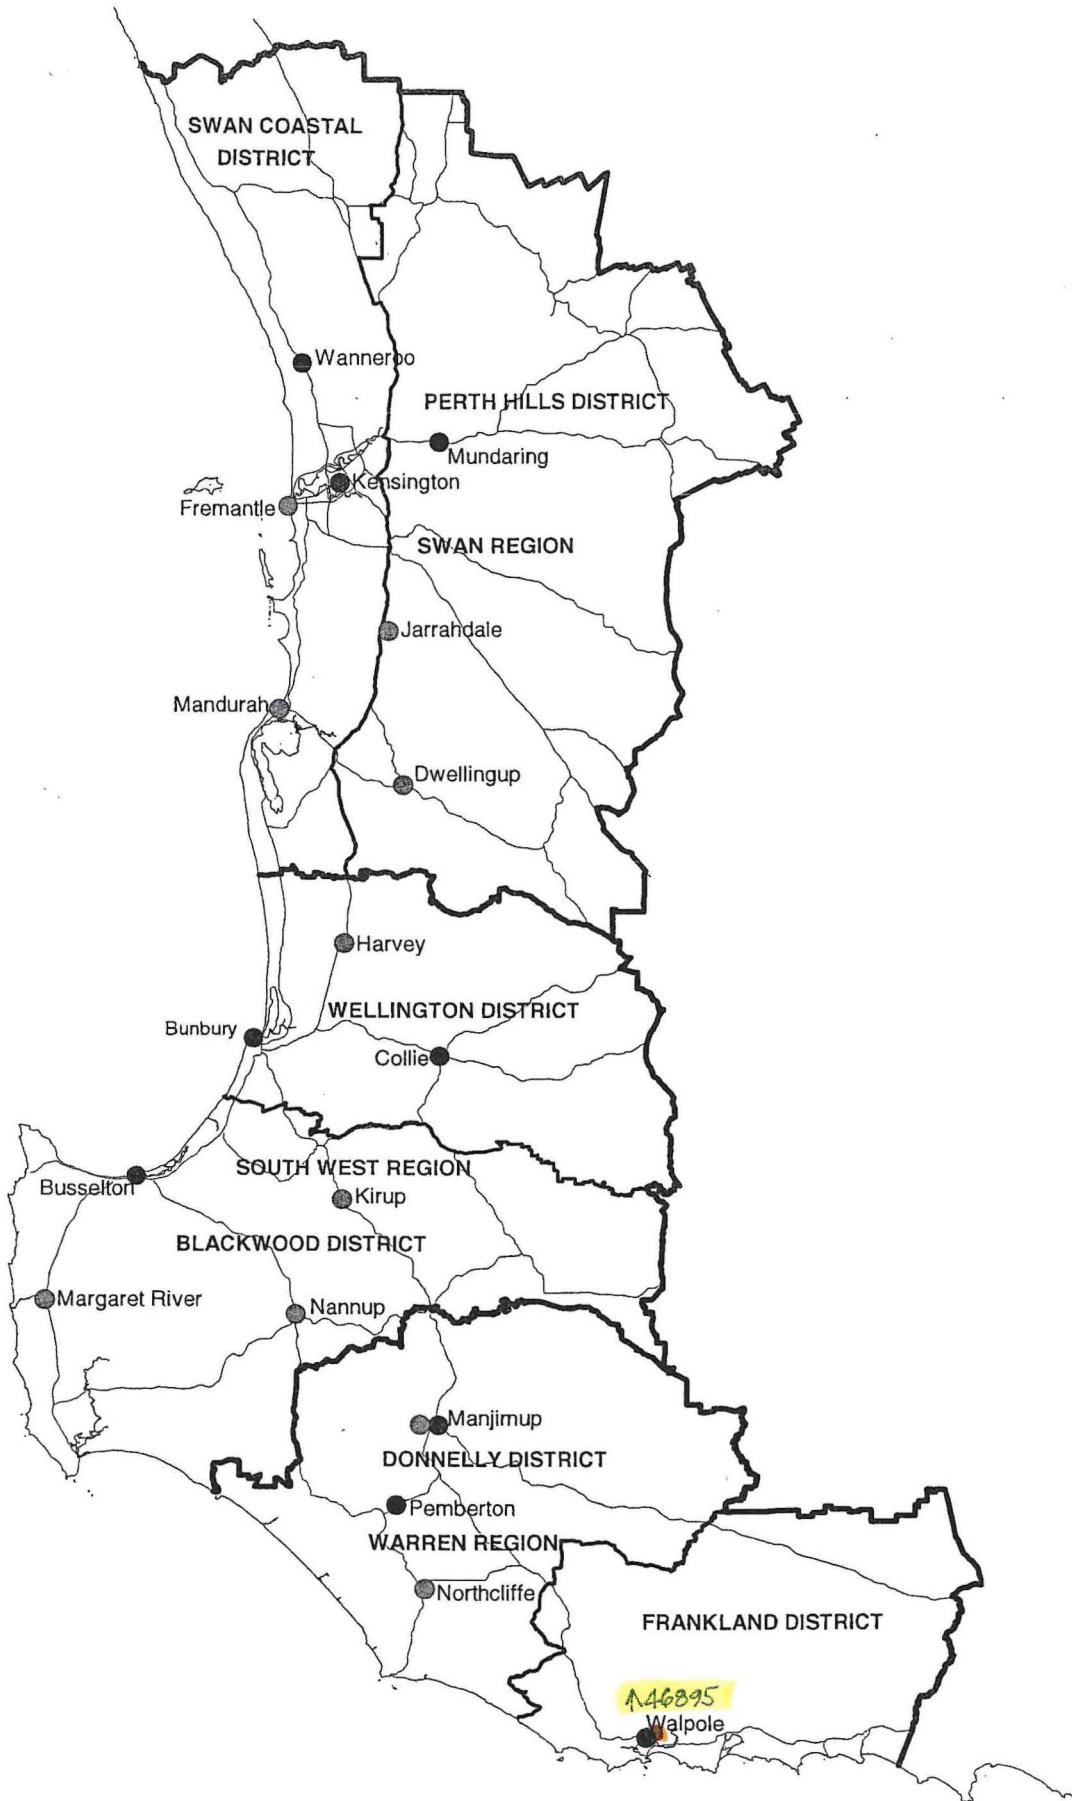 SWAN COASTAL
DISTRICT
Wanneroo
PERTH HILLS DISTRICT
Mundaring
Kensington
Fremantle
SWAN REGION
Jarrahdale
Mandurah
Dwellingup
Harvey
WELLINGTON DISTRICT
Bunbury
Collie
SOUTH WEST REGION
Busselton
Kirup
BLACKWOOD DISTRICT
Margaret River
Nannup
Manjimup
DONNELLY DISTRICT
Pemberton
WARREN REGION
Northcliffe
FRANKLAND DISTRICT
↑46895
Walpole